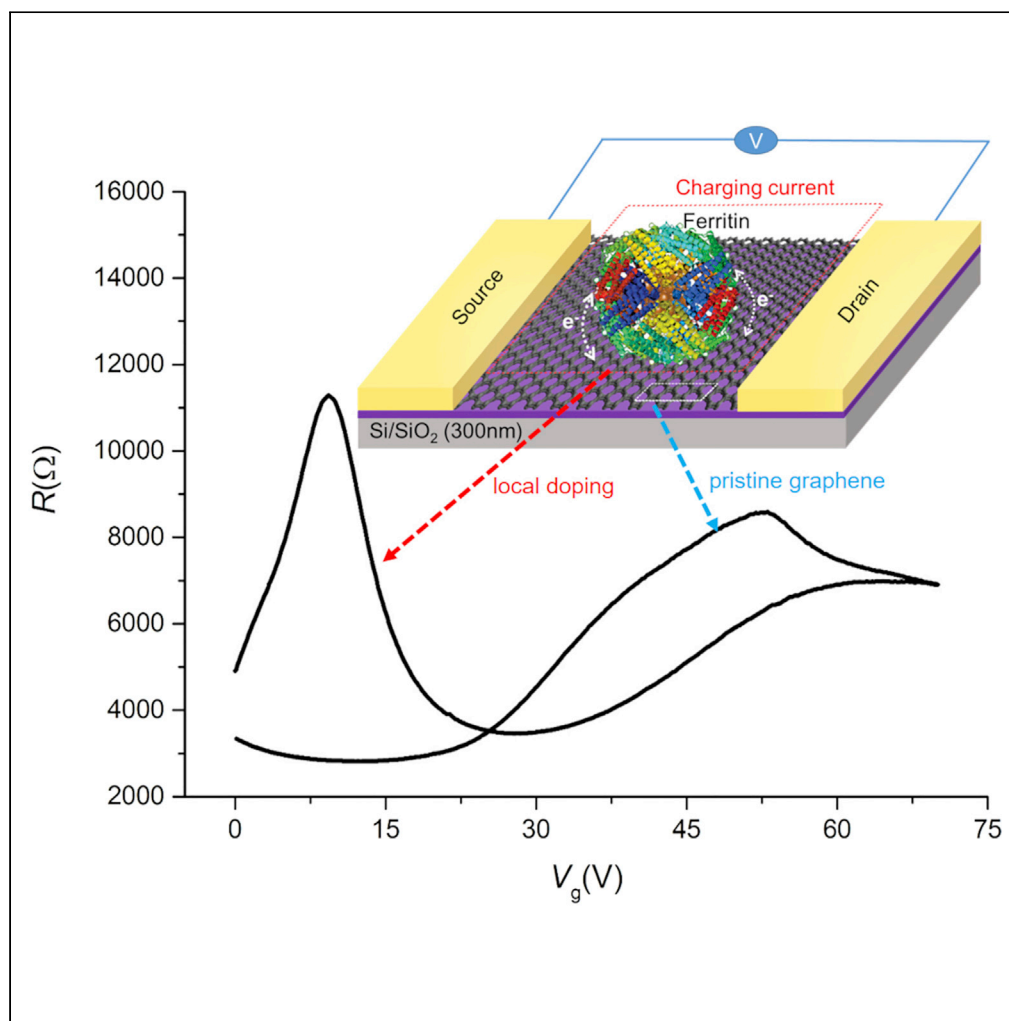 V
16000
14000
12000
10000
8000
6000
4000
2000
R(Ω)
Charging current
Ferritin
Source
Drain
e-
e-
Si/SiO₂ (300nm)
local doping
pristine graphene
0
15
30
45
60
75
Vg(V)